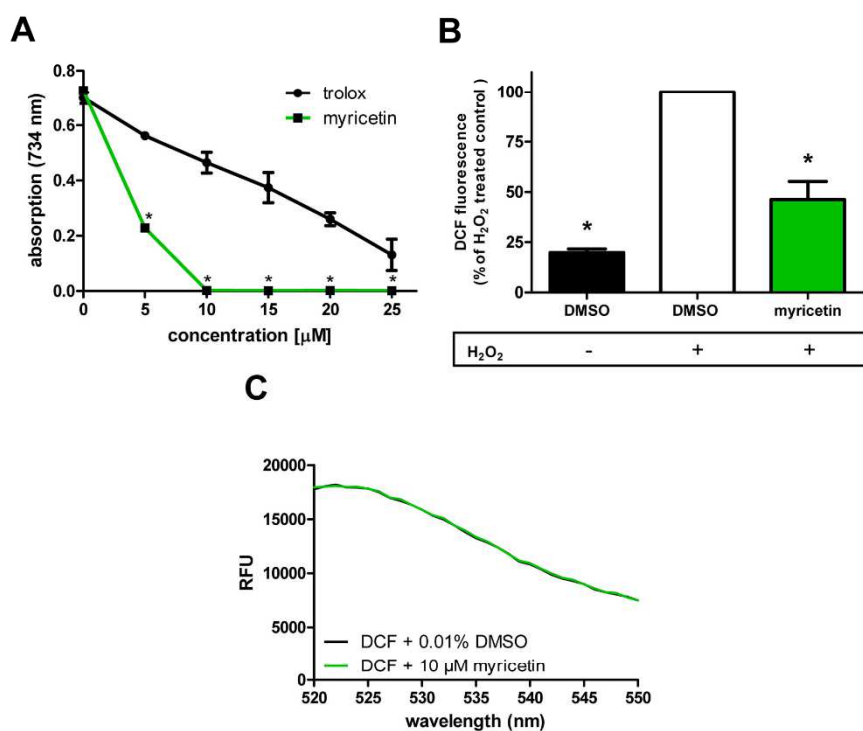 A
absorption (734 nm)
0.8
0.6
0.4
0.2
0.0
trolox
myricetin
*
* * * *
0 5 10 15 20 25
concentration [µM]
B
DCF fluorescence
(% of H₂O₂ treated control )
100
75
50
25
0
*
*
DMSO DMSO myricetin
H₂O₂ - + +
C
RFU
20000
15000
10000
5000
0
DCF + 0.01% DMSO
DCF + 10 µM myricetin
520 525 530 535 540 545 550
wavelength (nm)